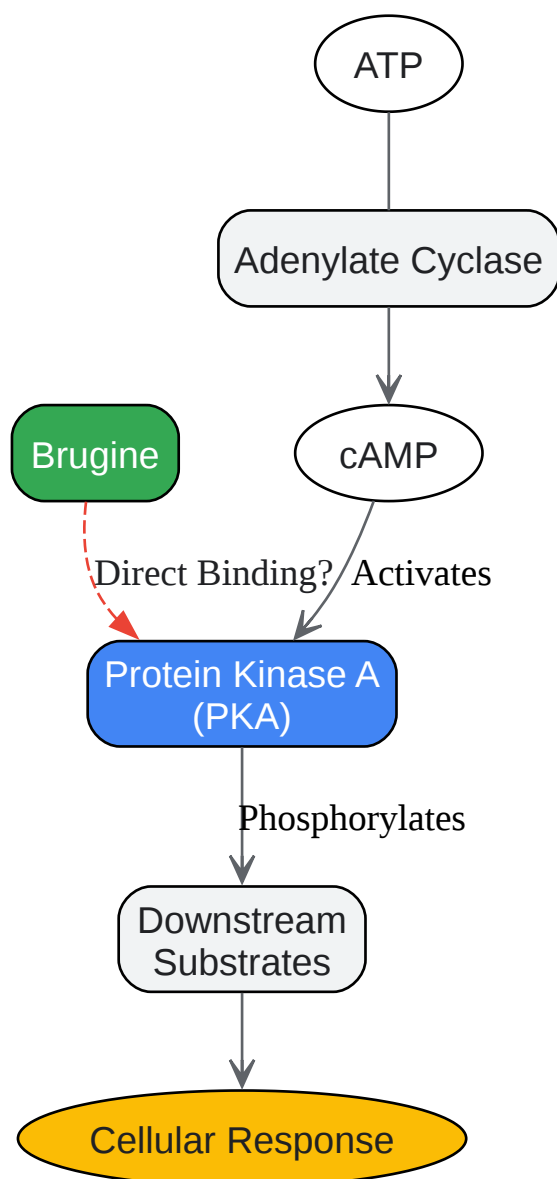 ATP
Adenylate Cyclase
Brugine
cAMP
Direct Binding?
Activates
Protein Kinase A
(PKA)
Phosphorylates
Downstream
Substrates
Cellular Response